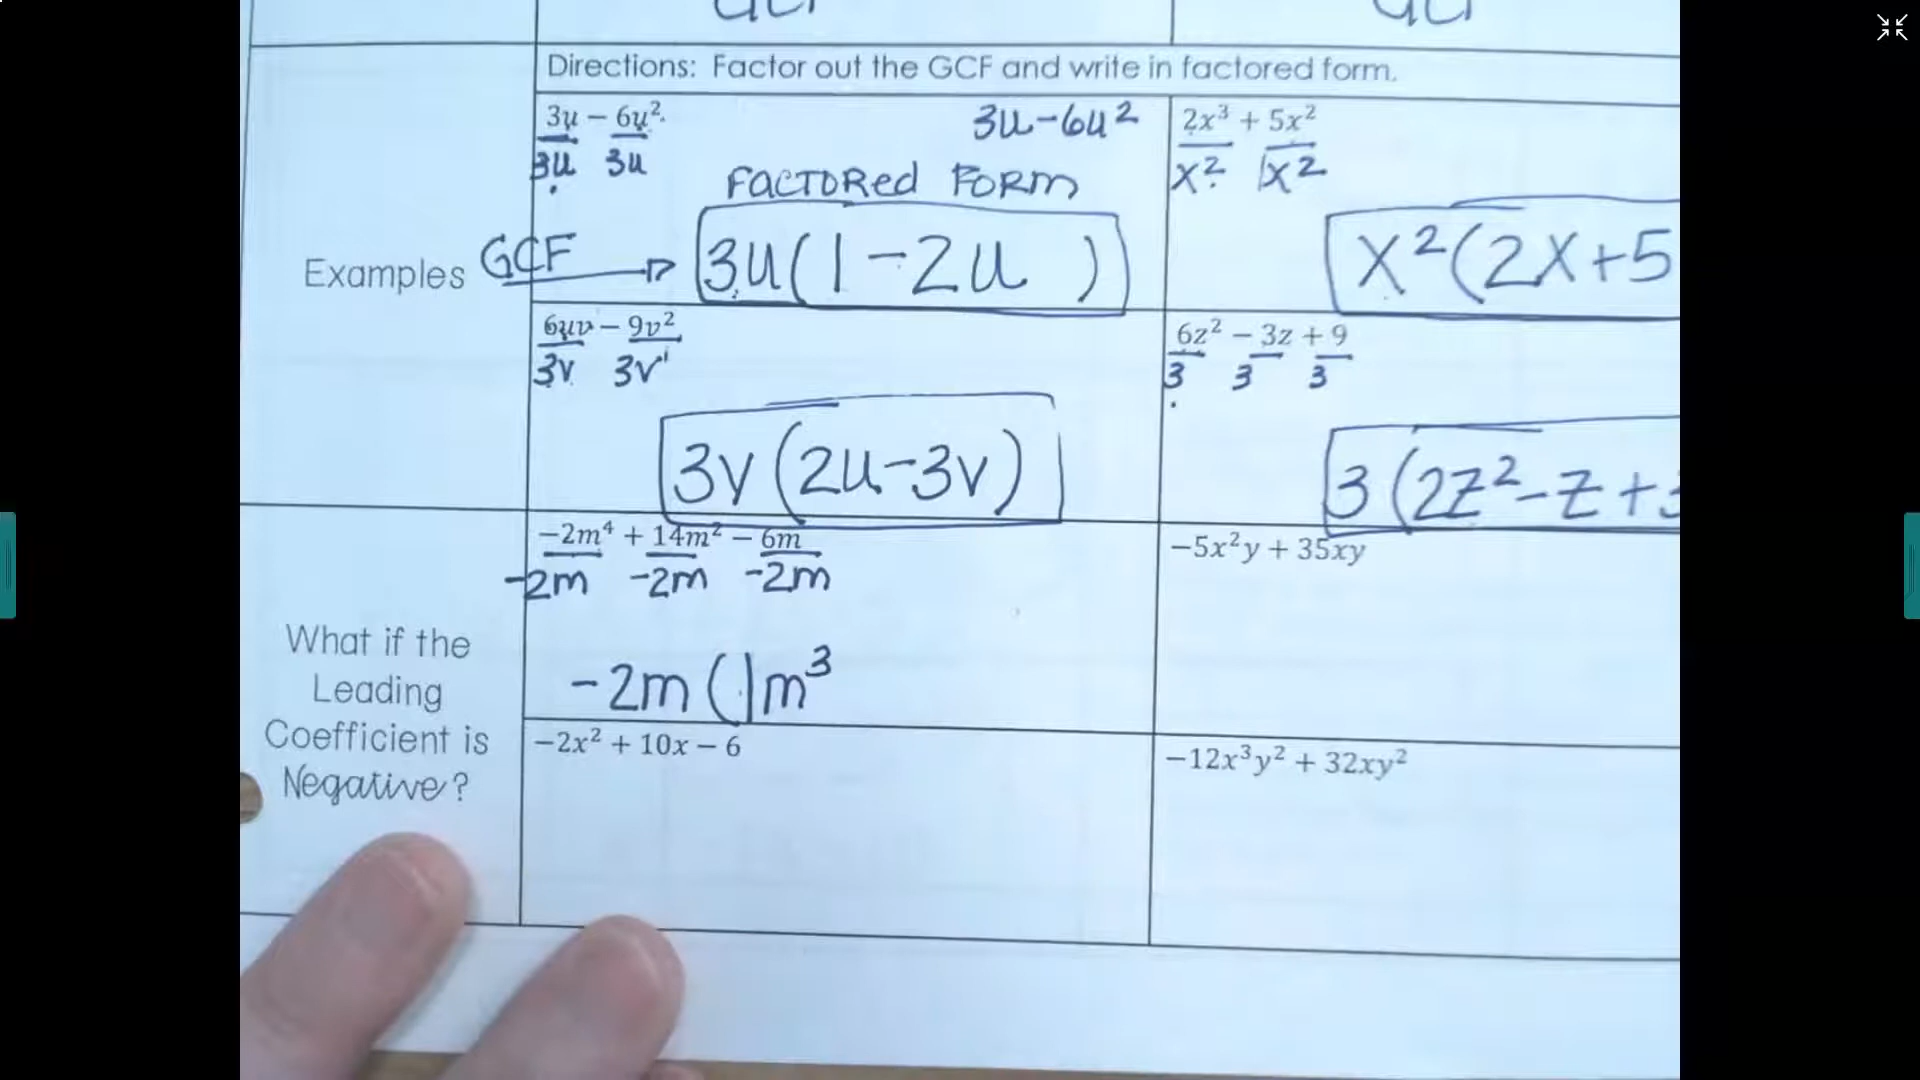 Directions: Factor out the GCF and write in factored form.
3u − 6u².
3u 3u
3u−6u²
FACTORED FORM
GCF
3u(1−2u )
2x³ + 5x²
x² x²
x²(2x+5
Examples
6uv − 9v²
3v 3v
3v(2u−3v)
6z² − 3z + 9
3 3 3
3(2z²−z+3
−2m⁴ + 14m² − 6m
-2m -2m -2m
-2m(1m³
−5x²y + 35xy
What if the
Leading
Coefficient is
Negative?
−2x² + 10x − 6
−12x³y² + 32xy²